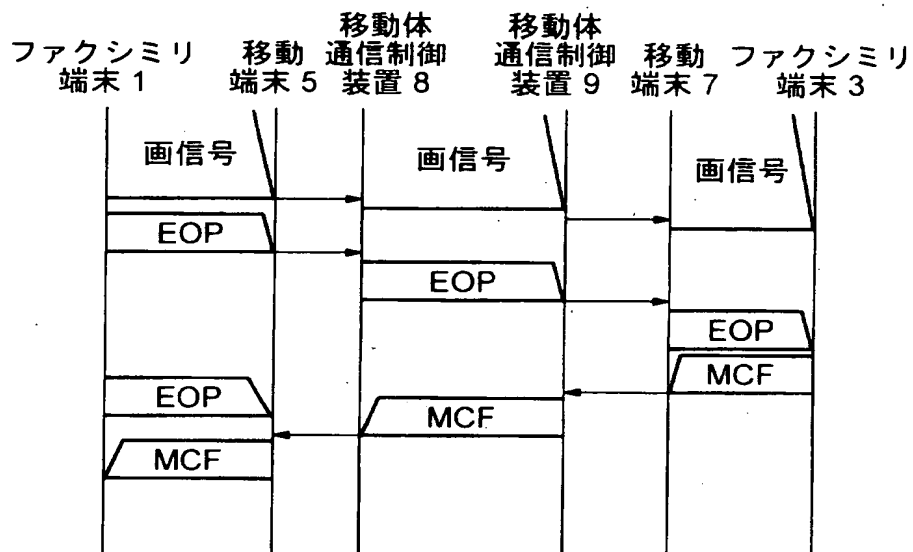 ファクシミリ
端末 1
移動
端末 5
移動体
通信制御
装置 8
移動体
通信制御
装置 9
移動
端末 7
ファクシミリ
端末 3
画信号
画信号
画信号
EOP
EOP
EOP
MCF
EOP
MCF
MCF